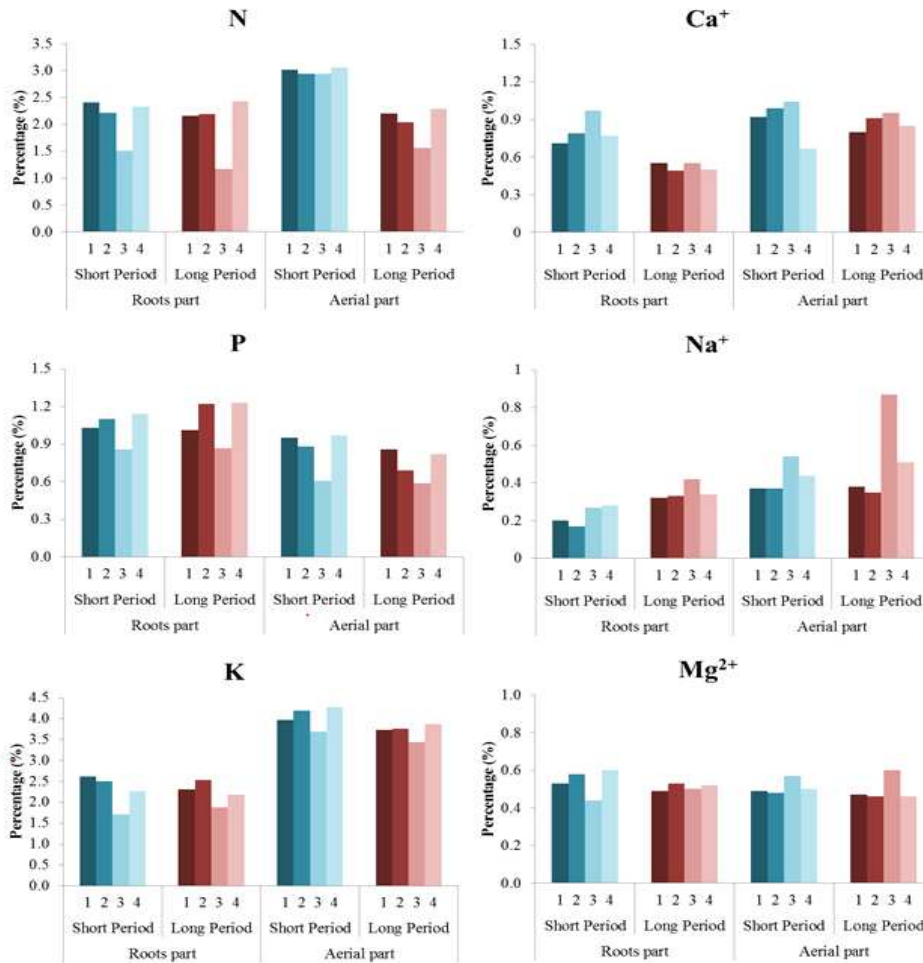 N
Percentage (%)
3.5
3.0
2.5
2.0
1.5
1.0
0.5
0.0
1 2 3 4 1 2 3 4 1 2 3 4 1 2 3 4
Short Period Long Period Short Period Long Period
Roots part Aerial part
Ca⁺
Percentage (%)
1.5
1.2
0.9
0.6
0.3
0
1 2 3 4 1 2 3 4 1 2 3 4 1 2 3 4
Short Period Long Period Short Period Long Period
Roots part Aerial part
P
Percentage (%)
1.5
1.2
0.9
0.6
0.3
0.0
1 2 3 4 1 2 3 4 1 2 3 4 1 2 3 4
Short Period Long Period Short Period Long Period
Roots part Aerial part
Na⁺
Percentage (%)
1
0.8
0.6
0.4
0.2
0
1 2 3 4 1 2 3 4 1 2 3 4 1 2 3 4
Short Period Long Period Short Period Long Period
Roots part Aerial part
K
Percentage (%)
4.5
4.0
3.5
3.0
2.5
2.0
1.5
1.0
0.5
0.0
1 2 3 4 1 2 3 4 1 2 3 4 1 2 3 4
Short Period Long Period Short Period Long Period
Roots part Aerial part
Mg²⁺
Percentage (%)
1.0
0.8
0.6
0.4
0.2
0.0
1 2 3 4 1 2 3 4 1 2 3 4 1 2 3 4
Short Period Long Period Short Period Long Period
Roots part Aerial part